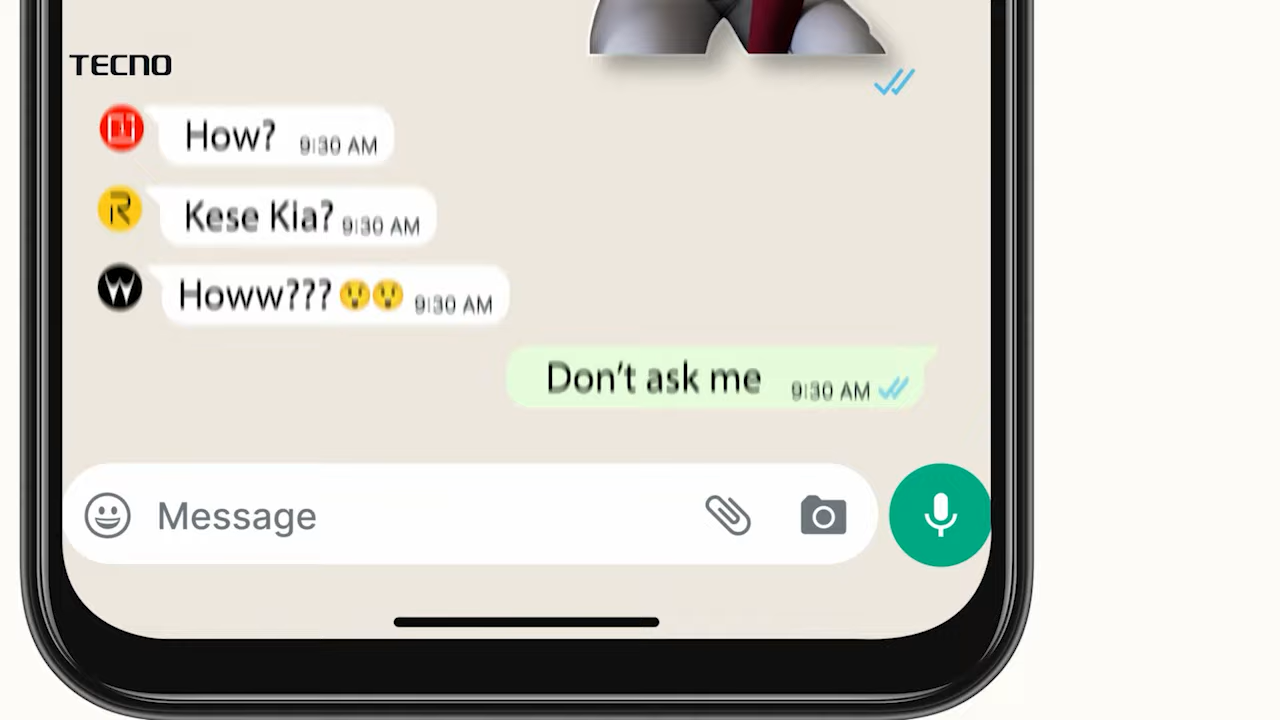 TECNO
How? 9:30 AM
Kese Kia? 9:30 AM
Howw??? 😲😲 9:30 AM
Don't ask me 9:30 AM
Message